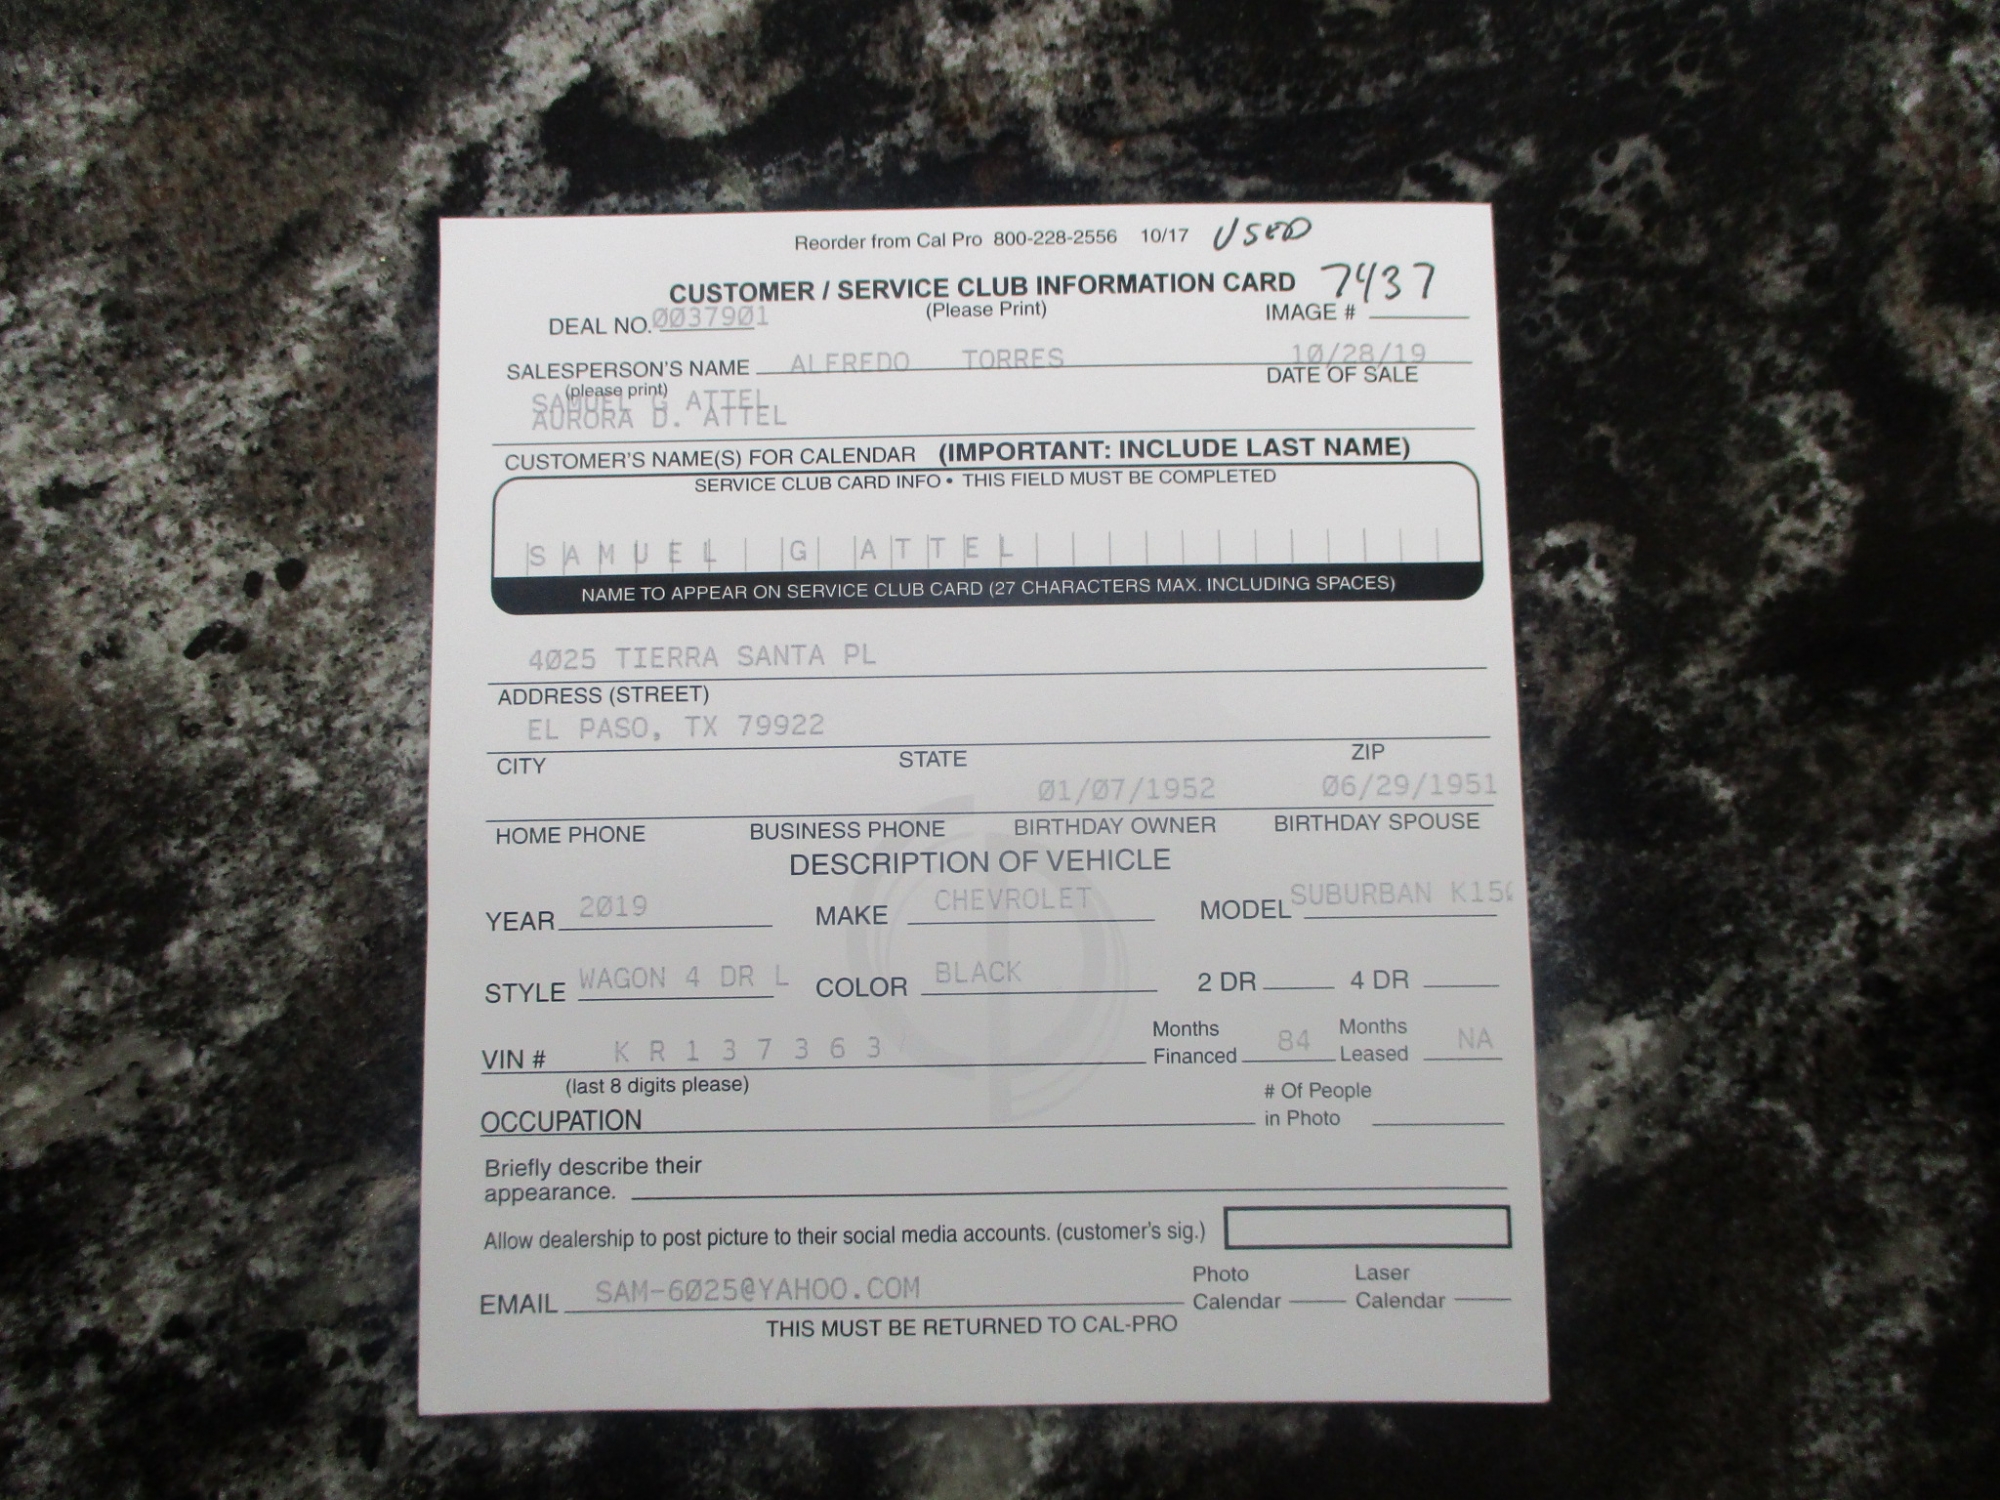 Reorder from Cal Pro 800-228-2556 10/17 USED
CUSTOMER / SERVICE CLUB INFORMATION CARD 7437
DEAL NO. 0037901 (Please Print) IMAGE #
SALESPERSON'S NAME ALFREDO TORRES 10/28/19
(please print) DATE OF SALE
SAMUEL G ATTEL
AURORA D. ATTEL
CUSTOMER'S NAME(S) FOR CALENDAR (IMPORTANT: INCLUDE LAST NAME)
SERVICE CLUB CARD INFO • THIS FIELD MUST BE COMPLETED
SAMUEL G ATTEL
NAME TO APPEAR ON SERVICE CLUB CARD (27 CHARACTERS MAX. INCLUDING SPACES)
4025 TIERRA SANTA PL
ADDRESS (STREET)
EL PASO, TX 79922
CITY STATE ZIP
01/07/1952 06/29/1951
HOME PHONE BUSINESS PHONE BIRTHDAY OWNER BIRTHDAY SPOUSE
DESCRIPTION OF VEHICLE
YEAR 2019 MAKE CHEVROLET MODEL SUBURBAN K150
STYLE WAGON 4 DR L COLOR BLACK 2 DR 4 DR
VIN # KR137363 Months Financed 84 Months Leased NA
(last 8 digits please)
OCCUPATION # Of People in Photo
Briefly describe their
appearance.
Allow dealership to post picture to their social media accounts. (customer's sig.)
EMAIL SAM-6025@YAHOO.COM Photo Calendar Laser Calendar
THIS MUST BE RETURNED TO CAL-PRO